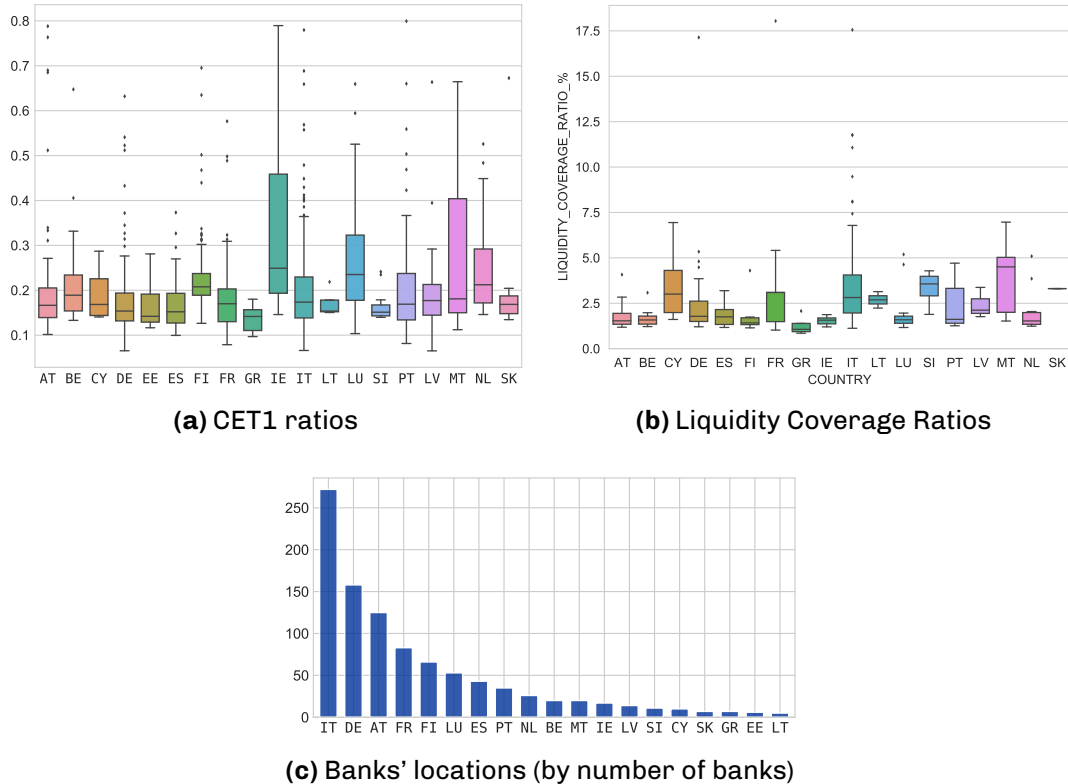 0.8
0.7
0.6
0.5
0.4
0.3
0.2
0.1
AT BE CY DE EE ES FI FR GR IE IT LT LU SI PT LV MT NL SK
(a) CET1 ratios
LIQUIDITY_COVERAGE_RATIO_%
17.5
15.0
12.5
10.0
7.5
5.0
2.5
0.0
AT BE CY DE ES FI FR GR IE IT LT LU SI PT LV MT NL SK
COUNTRY
(b) Liquidity Coverage Ratios
250
200
150
100
50
0
IT DE AT FR FI LU ES PT NL BE MT IE LV SI CY SK GR EE LT
(c) Banks’ locations (by number of banks)